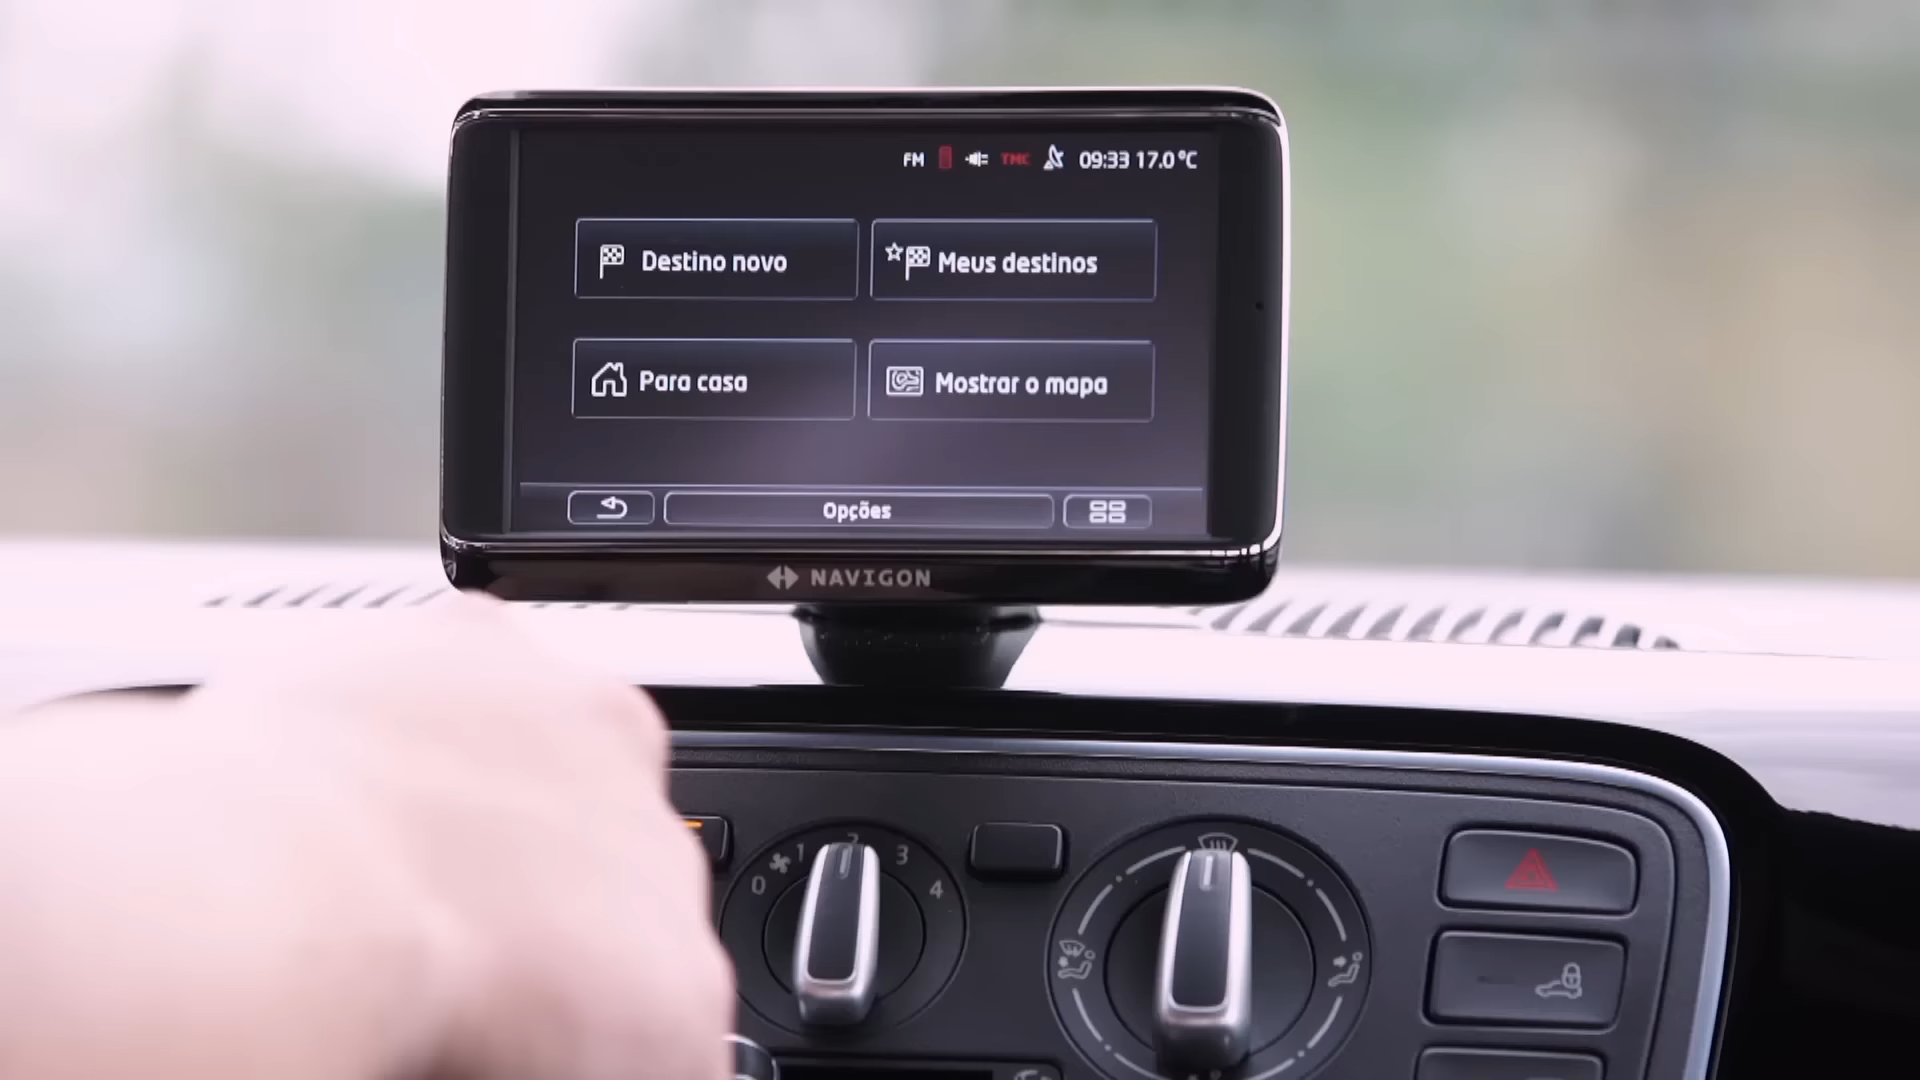 FM TMC 09:33 17.0°C
Destino novo
Meus destinos
Para casa
Mostrar o mapa
Opções
NAVIGON
0 1 2 3 4